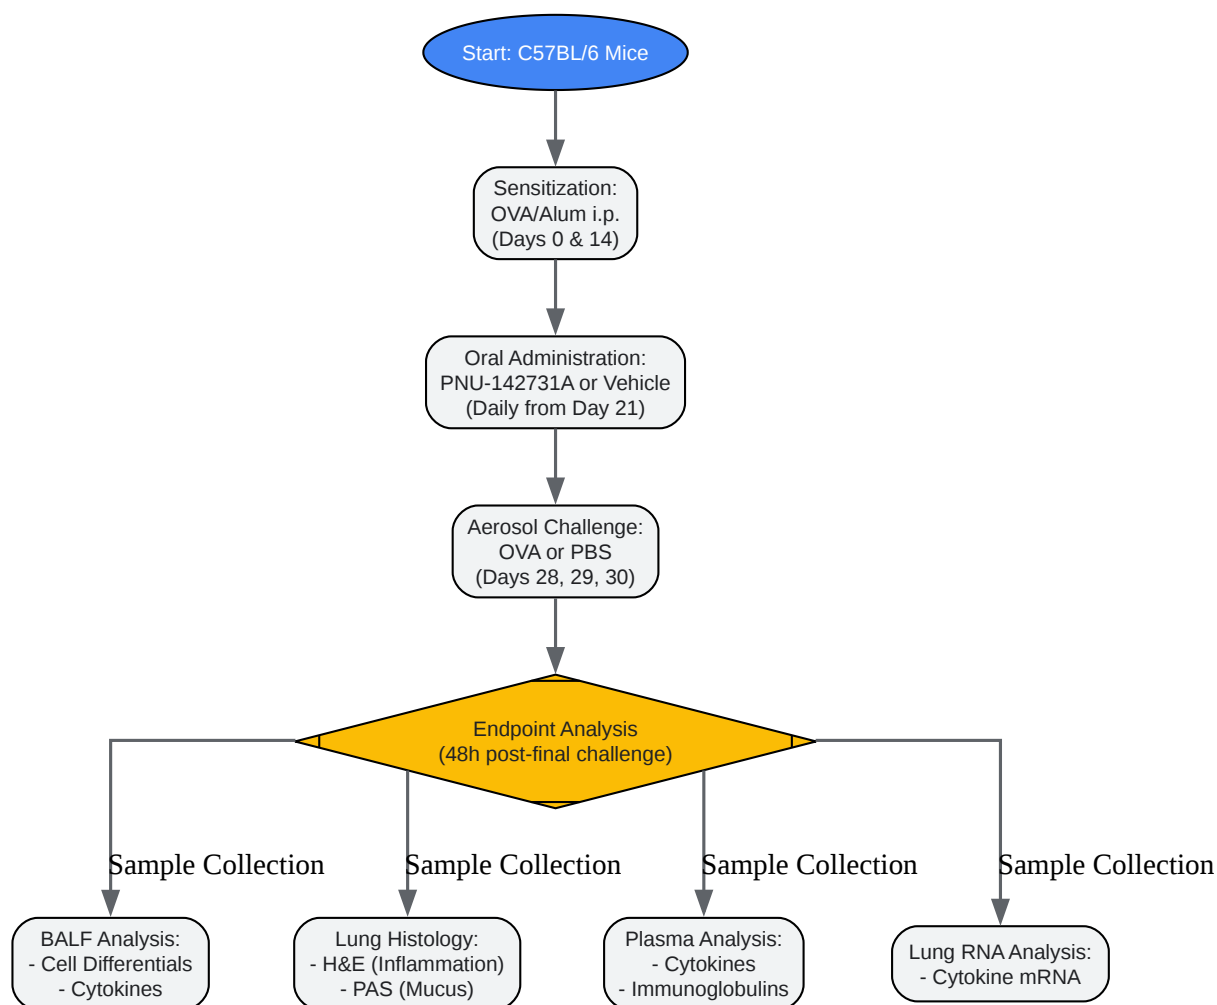 Start: C57BL/6 Mice
Sensitization:
OVA/Alum i.p.
(Days 0 & 14)
Oral Administration:
PNU-142731A or Vehicle
(Daily from Day 21)
Aerosol Challenge:
OVA or PBS
(Days 28, 29, 30)
Endpoint Analysis
(48h post-final challenge)
Sample Collection
Sample Collection
Sample Collection
Sample Collection
BALF Analysis:
- Cell Differentials
- Cytokines
Lung Histology:
- H&E (Inflammation)
- PAS (Mucus)
Plasma Analysis:
- Cytokines
- Immunoglobulins
Lung RNA Analysis:
- Cytokine mRNA